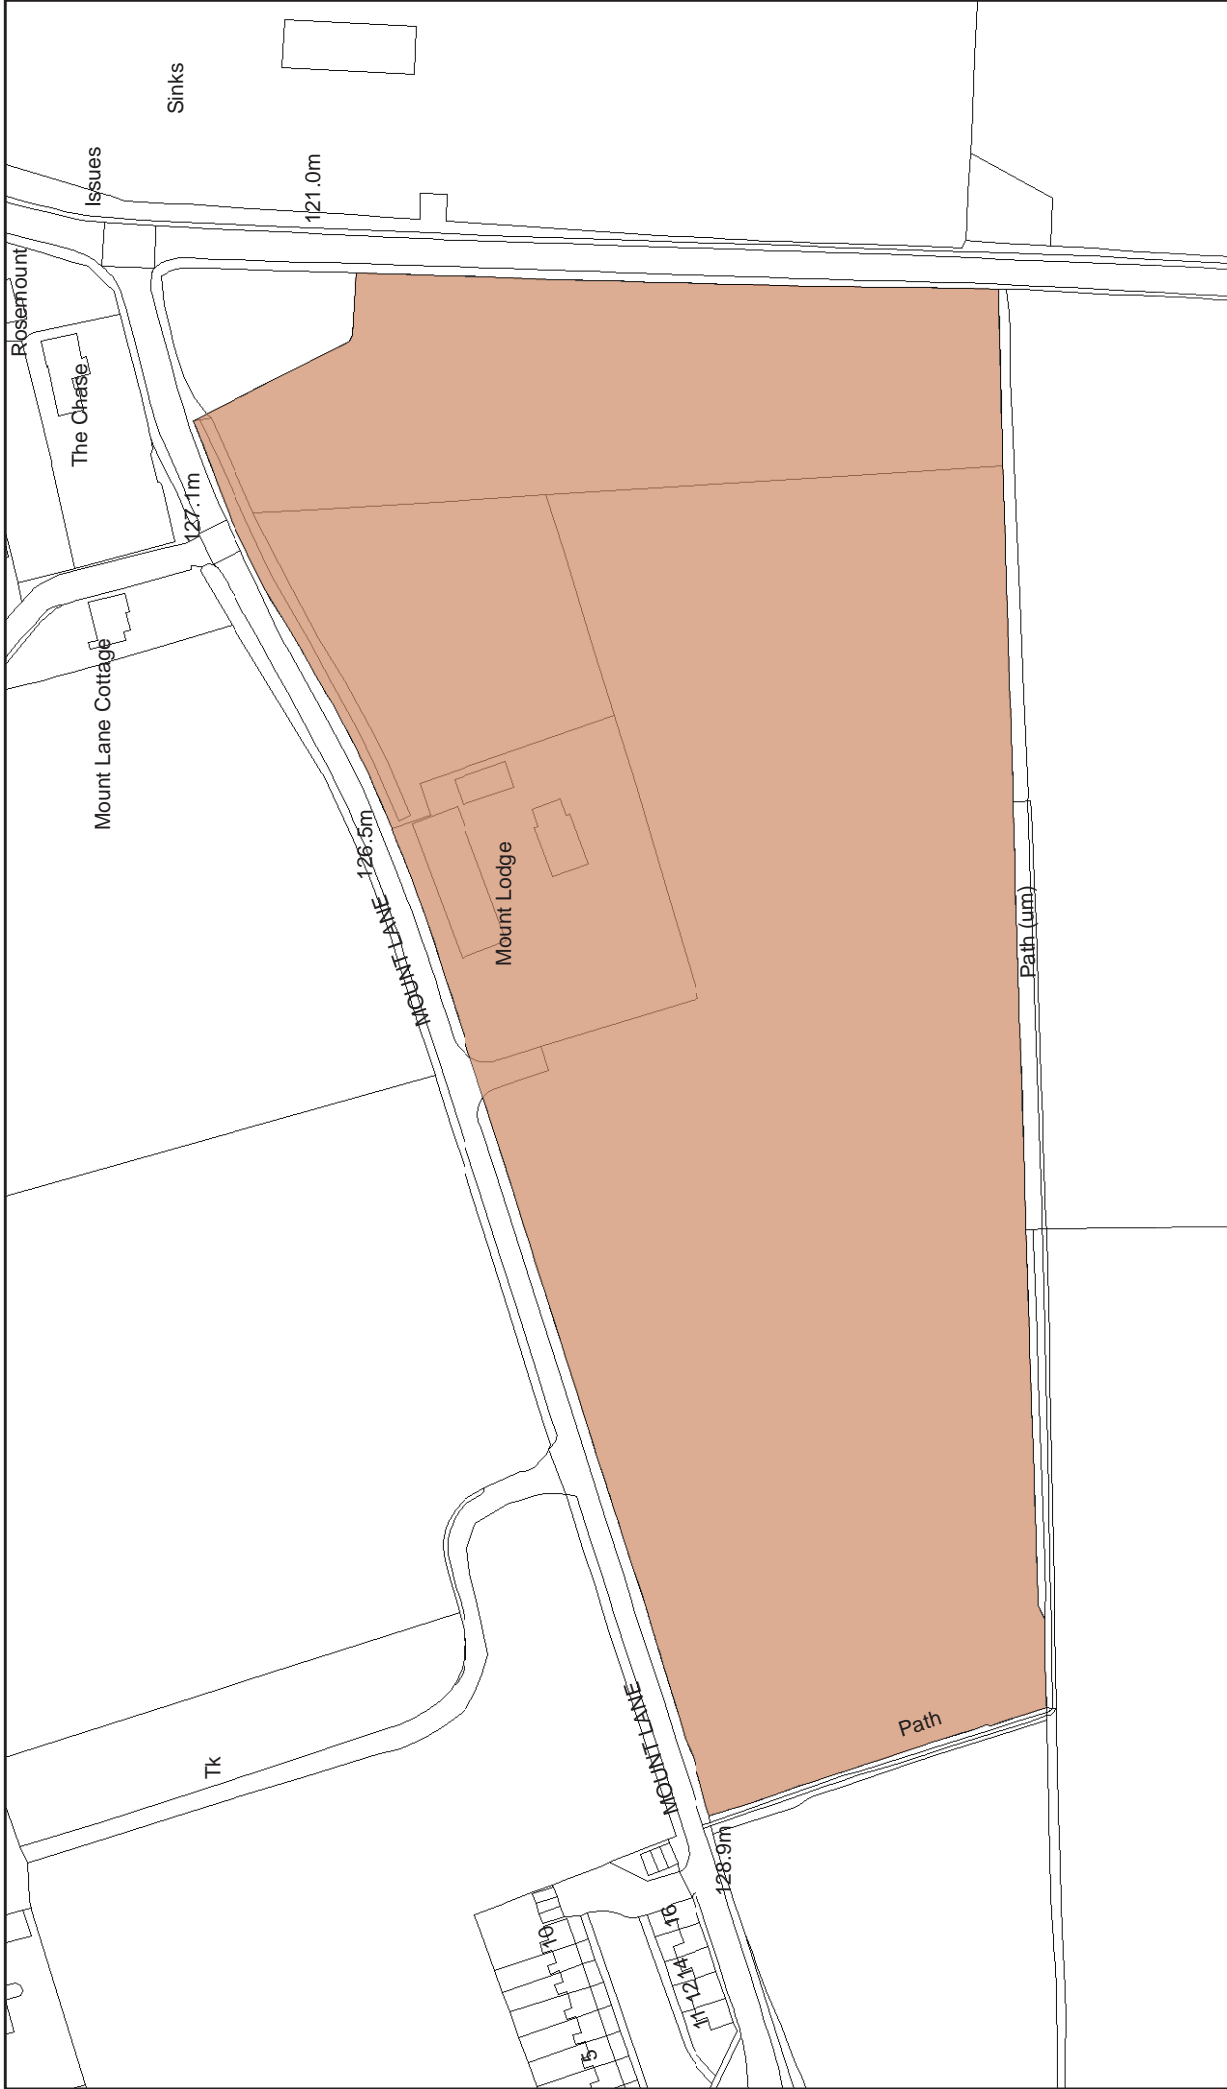 Sinks
Issues
121.0m
Rosemount
The Chase
127.1m
Mount Lane Cottage
126.5m
MOUNT LANE
Mount Lodge
Path (um)
Tk
MOUNT LANE
Path
128.9m
10
16
14
12
11
5